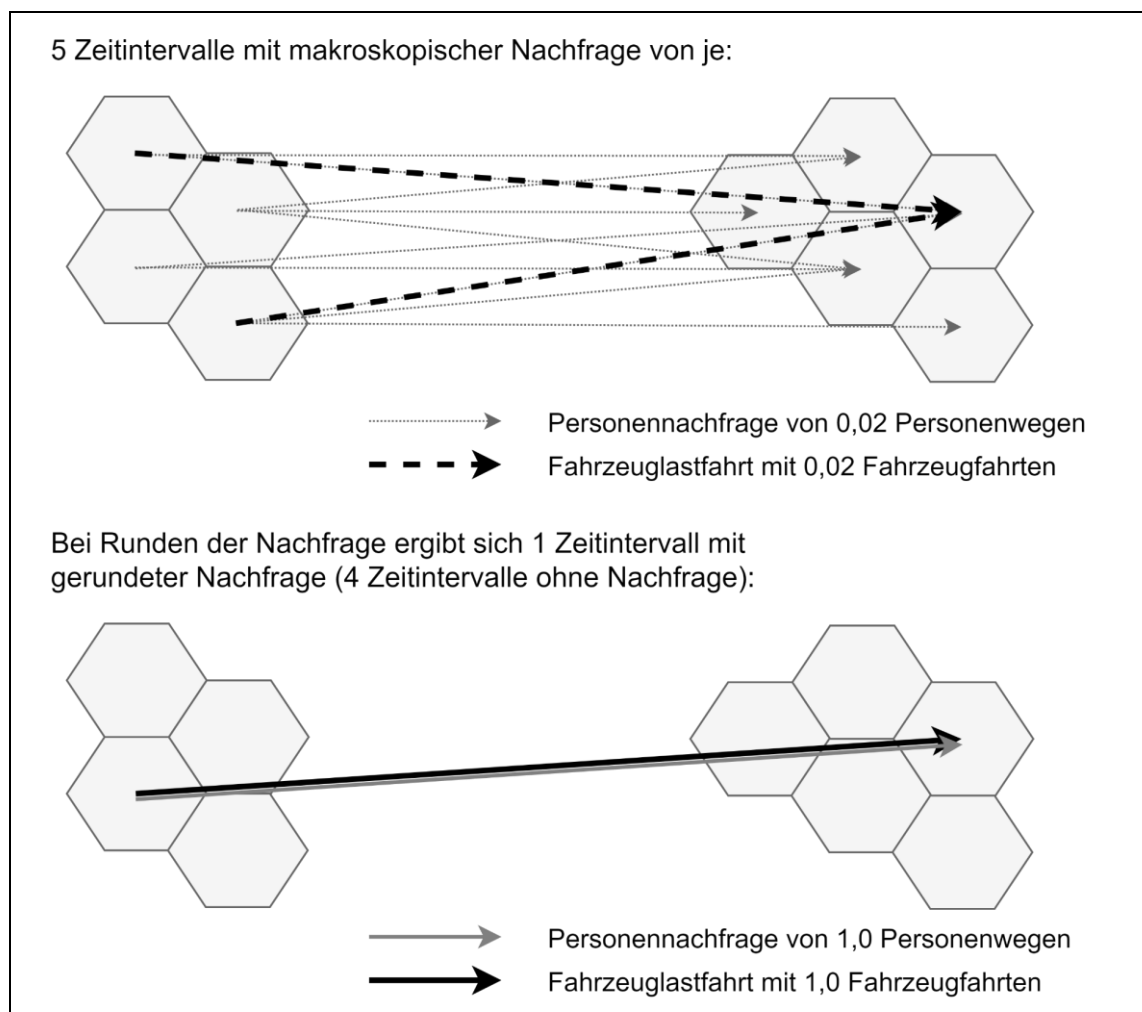 5 Zeitintervalle mit makroskopischer Nachfrage von je:
Personennachfrage von 0,02 Personenwegen
Fahrzeuglastfahrt mit 0,02 Fahrzeugfahrten
Bei Runden der Nachfrage ergibt sich 1 Zeitintervall mit
gerundeter Nachfrage (4 Zeitintervalle ohne Nachfrage):
Personennachfrage von 1,0 Personenwegen
Fahrzeuglastfahrt mit 1,0 Fahrzeugfahrten